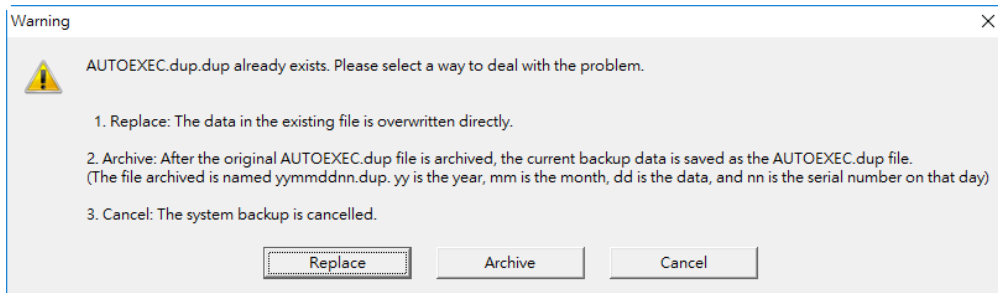 Warning
AUTOEXEC.dup.dup already exists. Please select a way to deal with the problem.
1. Replace: The data in the existing file is overwritten directly.
2. Archive: After the original AUTOEXEC.dup file is archived, the current backup data is saved as the AUTOEXEC.dup file.
(The file archived is named yymmddnn.dup. yy is the year, mm is the month, dd is the data, and nn is the serial number on that day)
3. Cancel: The system backup is cancelled.
Replace Archive Cancel